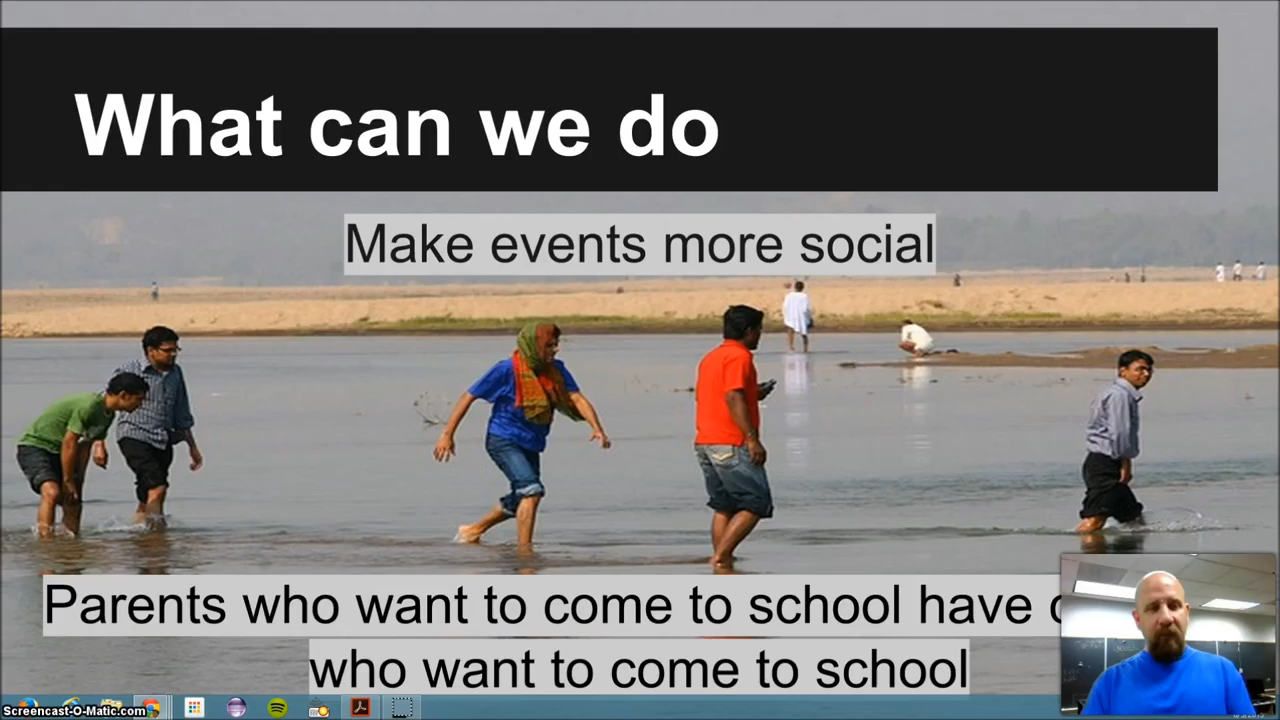 What can we do
Make events more social
Parents who want to come to school have
who want to come to school
Screencast-O-Matic.com